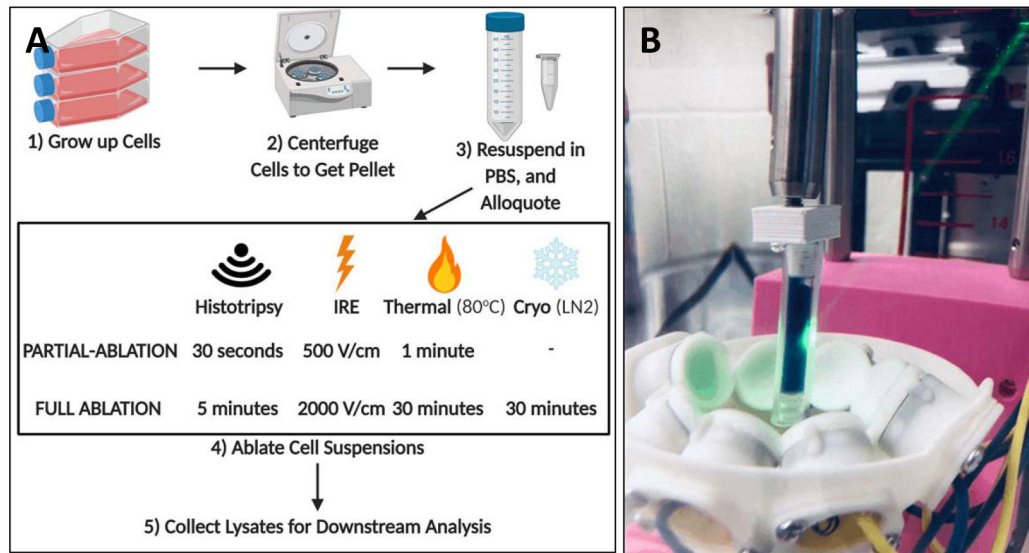 A
1) Grow up Cells
2) Centerfuge
Cells to Get Pellet
3) Resuspend in
PBS, and
Alloquote
Histotripsy IRE Thermal (80°C) Cryo (LN2)
PARTIAL-ABLATION 30 seconds 500 V/cm 1 minute -
FULL ABLATION 5 minutes 2000 V/cm 30 minutes 30 minutes
4) Ablate Cell Suspensions
5) Collect Lysates for Downstream Analysis
B
16
14